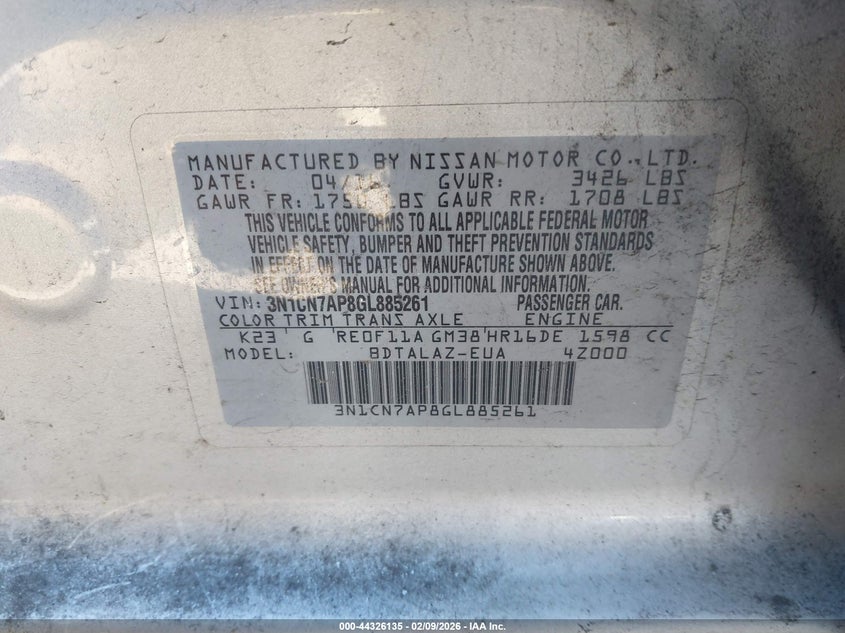 MANUFACTURED BY NISSAN MOTOR CO.,LTD.
DATE: GVWR: 3426 LBS
GAWR FR: LBS GAWR RR: 1708 LBS
THIS VEHICLE CONFORMS TO ALL APPLICABLE FEDERAL MOTOR
VEHICLE SAFETY, BUMPER AND THEFT PREVENTION STANDARDS
IN EFFECT ON THE DATE OF MANUFACTURE SHOWN ABOVE.
SEE OWNER'S MANUAL FOR ADDITIONAL INFORMATION.
VIN: 3N1CN7AP8GL885261 PASSENGER CAR.
COLOR TRIM TRANS AXLE ENGINE
K23 G RE0F11A GM38 HR16DE 1598 CC
MODEL: BDTALAZ-EUA 4Z000
3N1CN7AP8GL885261
000-44326135 - 02/09/2026 - IAA Inc.